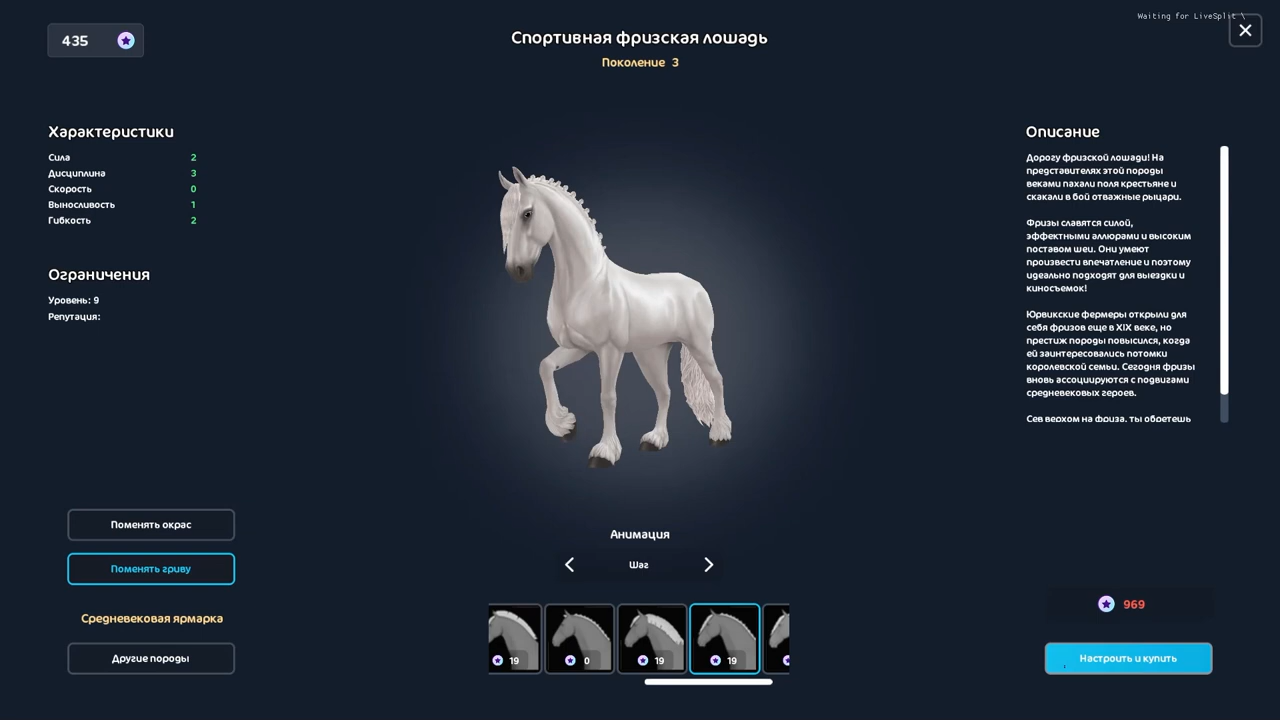 Waiting for LiveSplit \
435
Спортивная фризская лошадь
Поколение 3
Характеристики
Сила 2
Дисциплина 3
Скорость 0
Выносливость 1
Гибкость 2
Ограничения
Уровень: 9
Репутация:
Описание
Дорогу фризской лошади! На
представителях этой породы
веками пахали поля крестьяне и
скакали в бой отважные рыцари.
Фризы славятся силой,
эффектными аллюрами и высоким
поставом шеи. Они умеют
произвести впечатление и поэтому
идеально подходят для выездки и
киносъемок!
Юрвикские фермеры открыли для
себя фризов еще в XIX веке, но
престиж породы повысился, когда
ей заинтересовались потомки
королевской семьи. Сегодня фризы
вновь ассоциируются с подвигами
средневековых героев.
Сев верхом на фриза, ты обретешь
Поменять окрас
Поменять гриву
Средневековая ярмарка
Другие породы
Анимация
Шаг
19 0 19 19
969
Настроить и купить